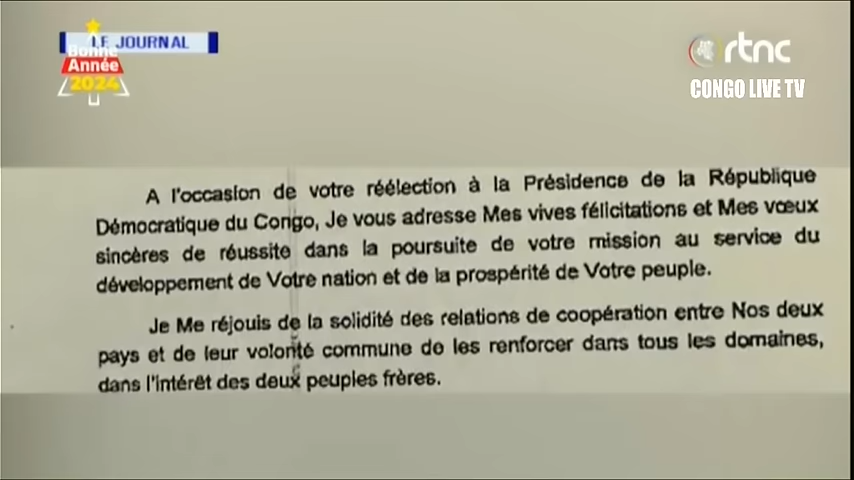 LE JOURNAL
Bonne
Année
2024
rtnc
CONGO LIVE TV
A l'occasion de votre réélection à la Présidence de la République
Démocratique du Congo, Je vous adresse Mes vives félicitations et Mes vœux
sincères de réussite dans la poursuite de votre mission au service du
développement de Votre nation et de la prospérité de Votre peuple.
Je Me réjouis de la solidité des relations de coopération entre Nos deux
pays et de leur volonté commune de les renforcer dans tous les domaines,
dans l'intérêt des deux peuples frères.